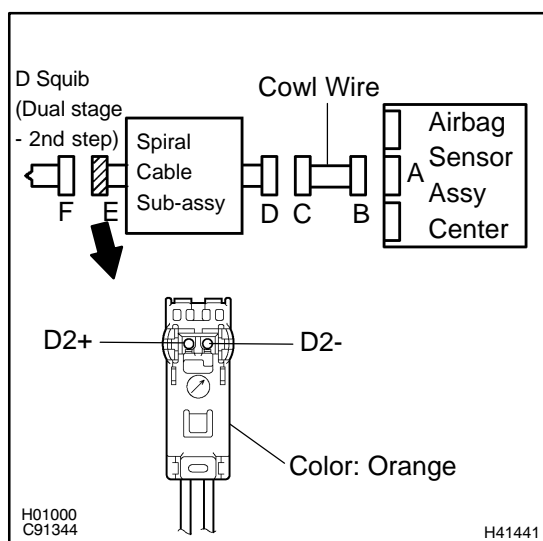 D Squib
(Dual stage
- 2nd step)
Spiral
Cable
Sub-assy
Cowl Wire
Airbag
Sensor
Assy
Center
A
F
E
D
C
B
D2+
D2-
Color: Orange
H01000
C91344
H41441